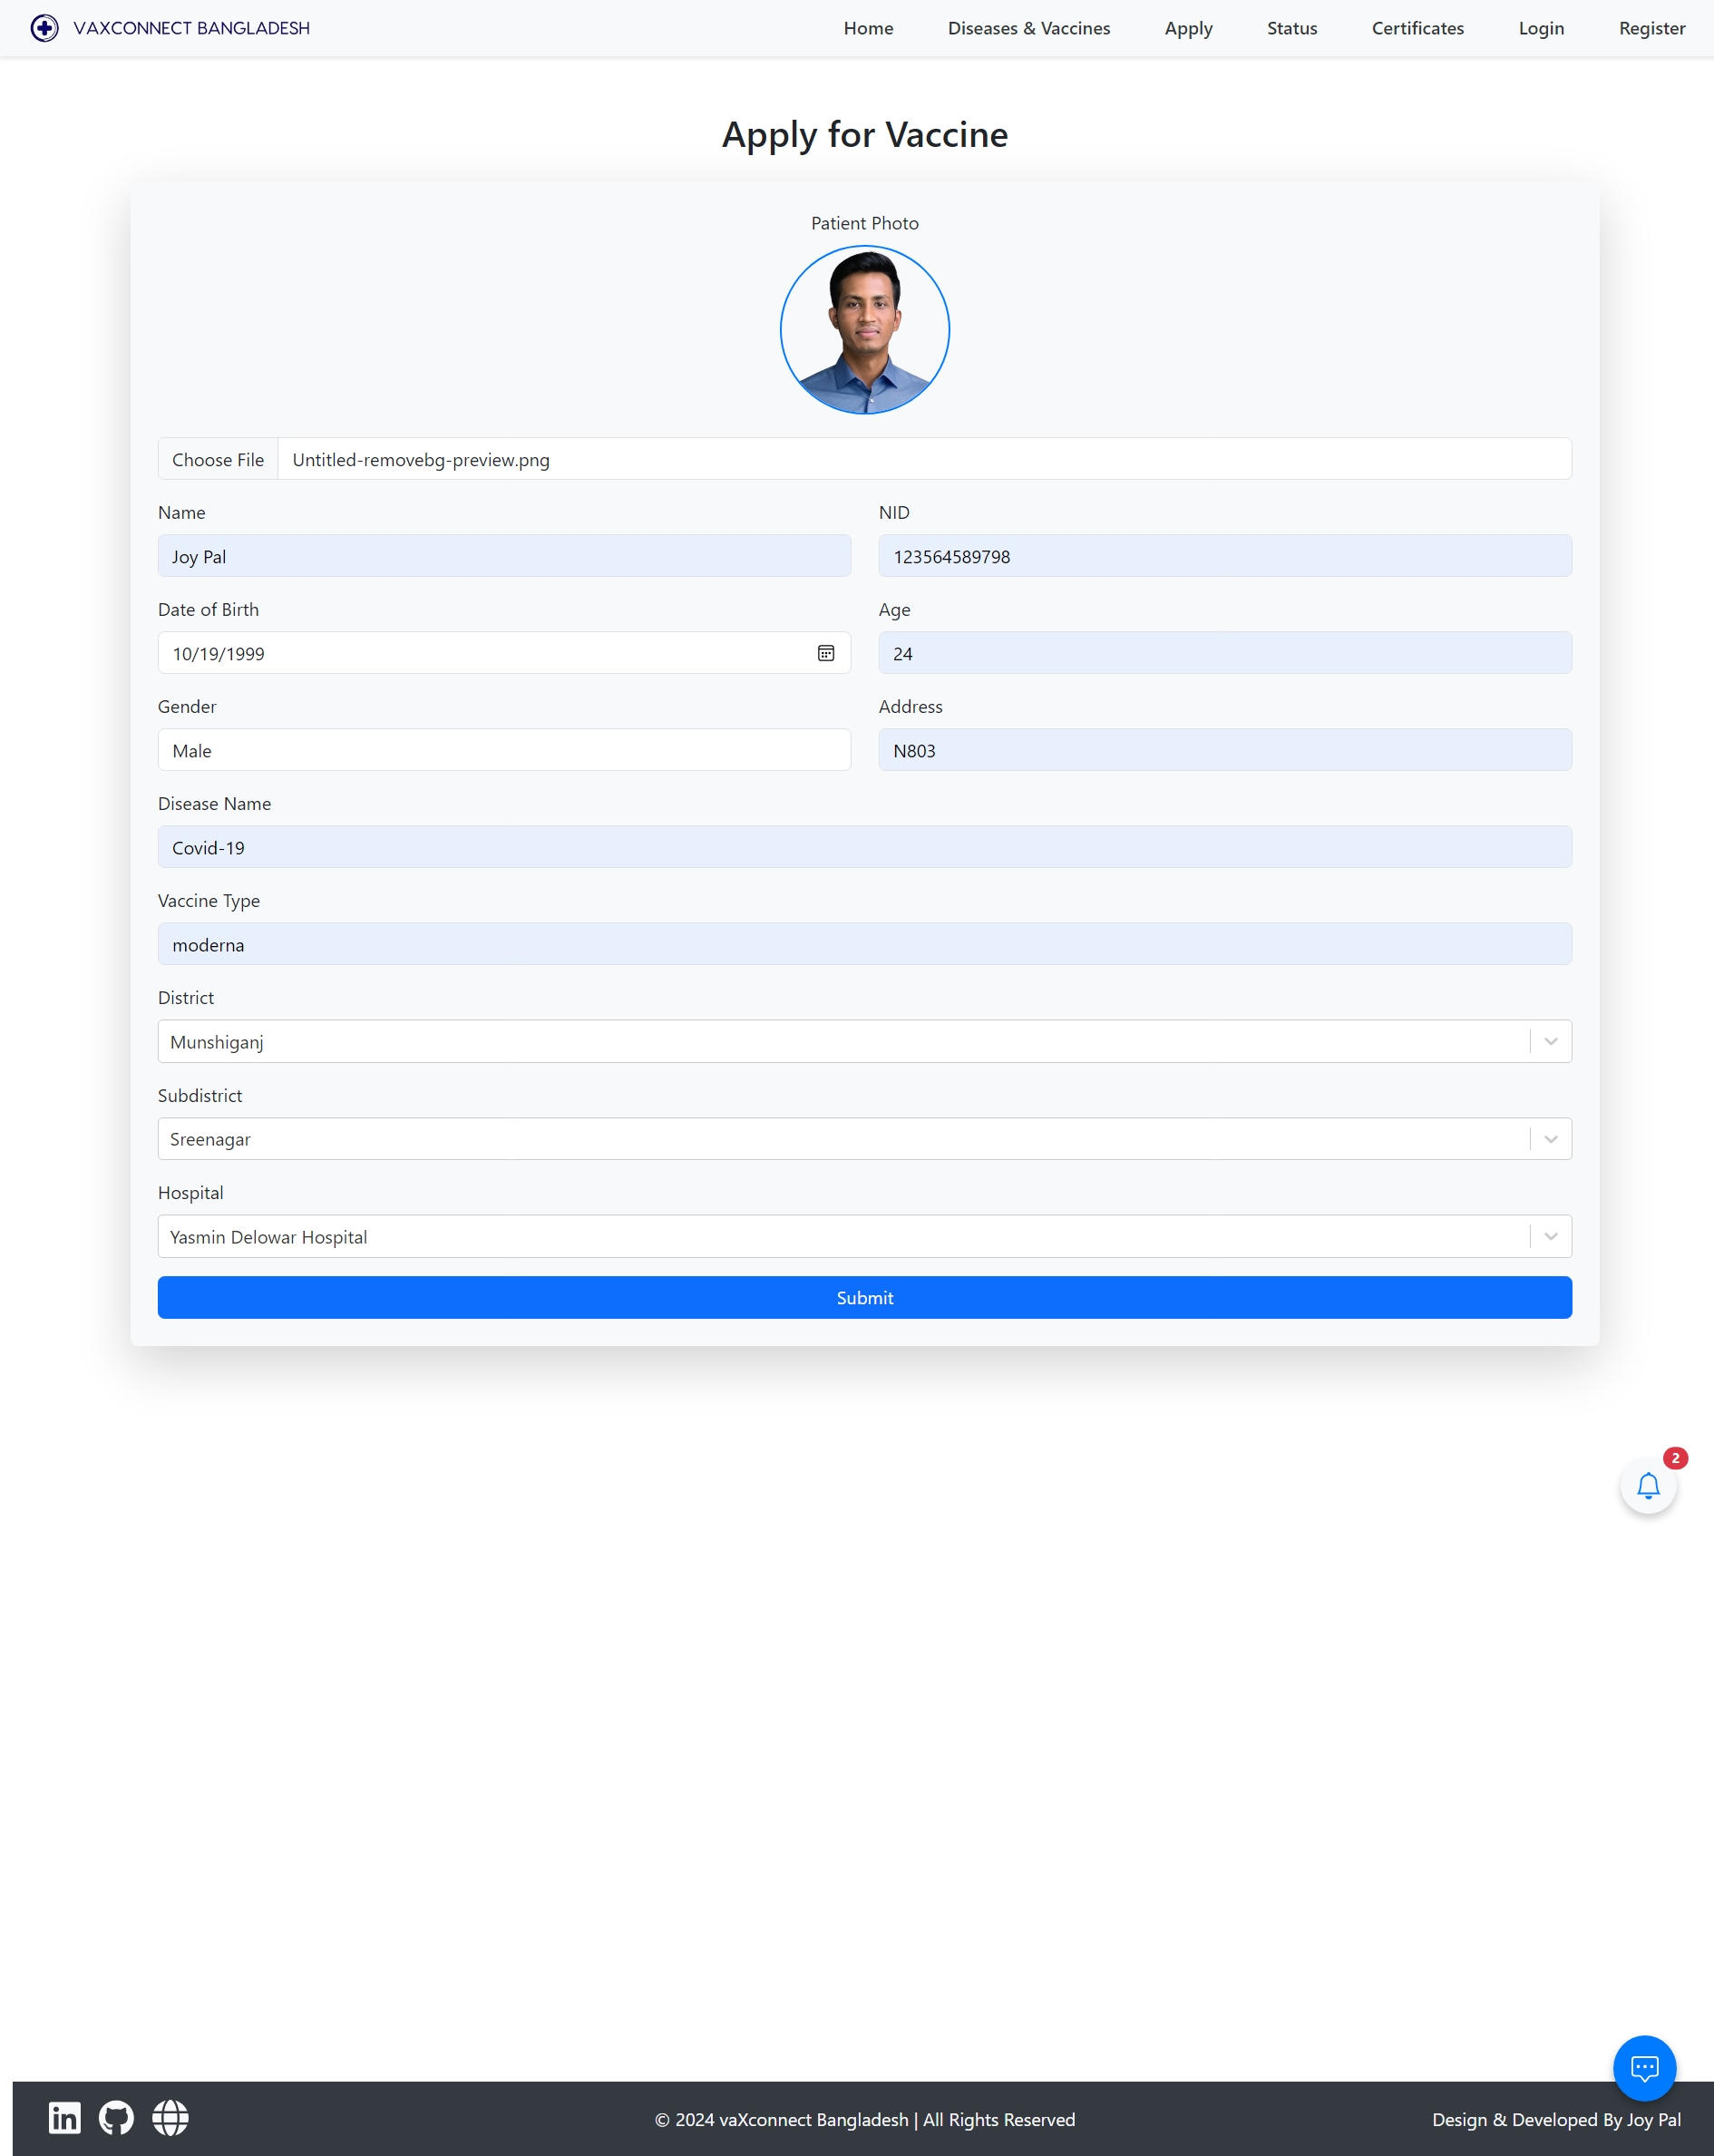 VAXCONNECT BANGLADESH Home Diseases & Vaccines Apply Status Certificates Login Register
Apply for Vaccine
Patient Photo
Choose File Untitled-removebg-preview.png
Name NID
Joy Pal 123564589798
Date of Birth Age
10/19/1999 24
Gender Address
Male N803
Disease Name
Covid-19
Vaccine Type
moderna
District
Munshiganj
Subdistrict
Sreenagar
Hospital
Yasmin Delowar Hospital
Submit
2
in © 2024 vaXconnect Bangladesh | All Rights Reserved Design & Developed By Joy Pal